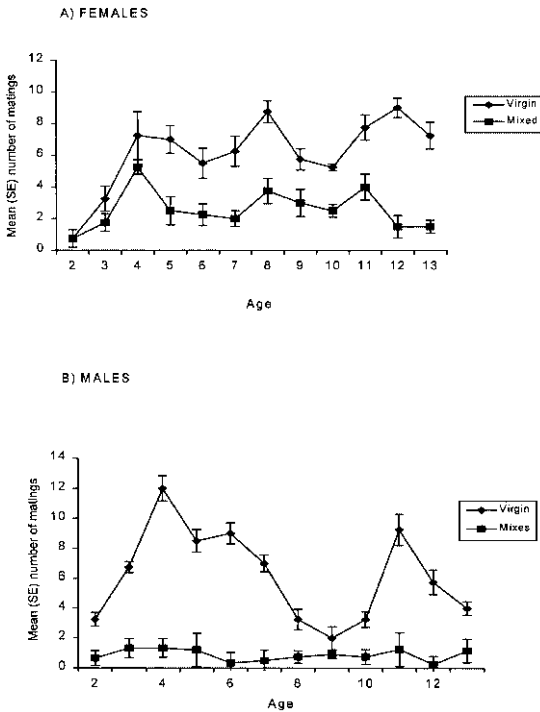 A) FEMALES
Mean (SE) number of matings
12
10
8
6
4
2
0
2 3 4 5 6 7 8 9 10 11 12 13
Age
Virgin
Mixed
B) MALES
Mean (SE) number of matings
14
12
10
8
6
4
2
0
2 4 6 8 10 12
Age
Virgin
Mixes